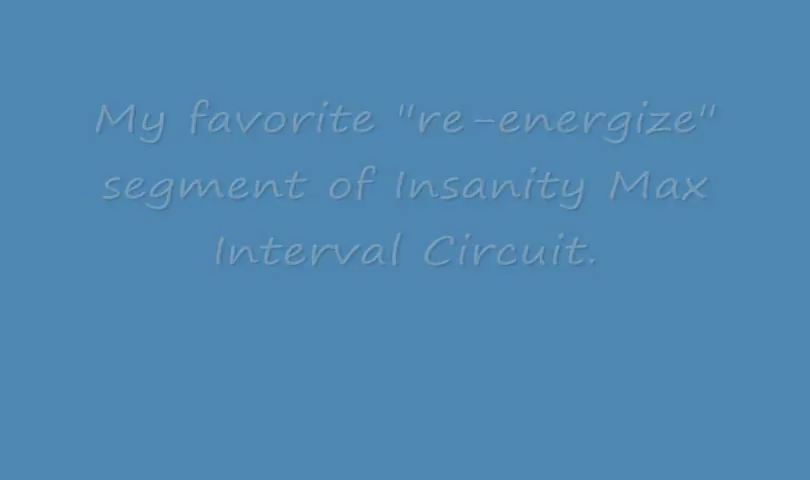 My favorite "re-energize"
segment of Insanity Max
Interval Circuit.